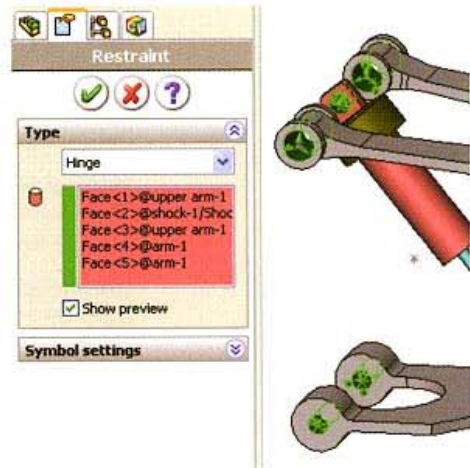 Restraint
?
Type
Hinge
Face<1>@upper arm-1
Face<2>@shock-1/Shoc
Face<3>@upper arm-1
Face<4>@arm-1
Face<5>@arm-1
Show preview
Symbol settings